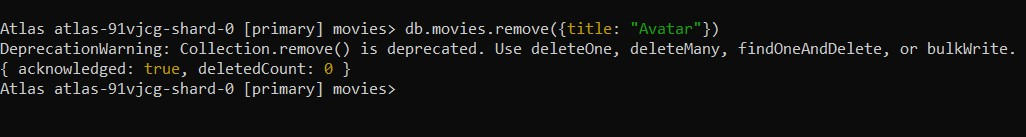 Atlas atlas-91vjcg-shard-0 [primary] movies> db.movies.remove({title: "Avatar"})
DeprecationWarning: Collection.remove() is deprecated. Use deleteOne, deleteMany, findOneAndDelete, or bulkWrite.
{ acknowledged: true, deletedCount: 0 }
Atlas atlas-91vjcg-shard-0 [primary] movies>